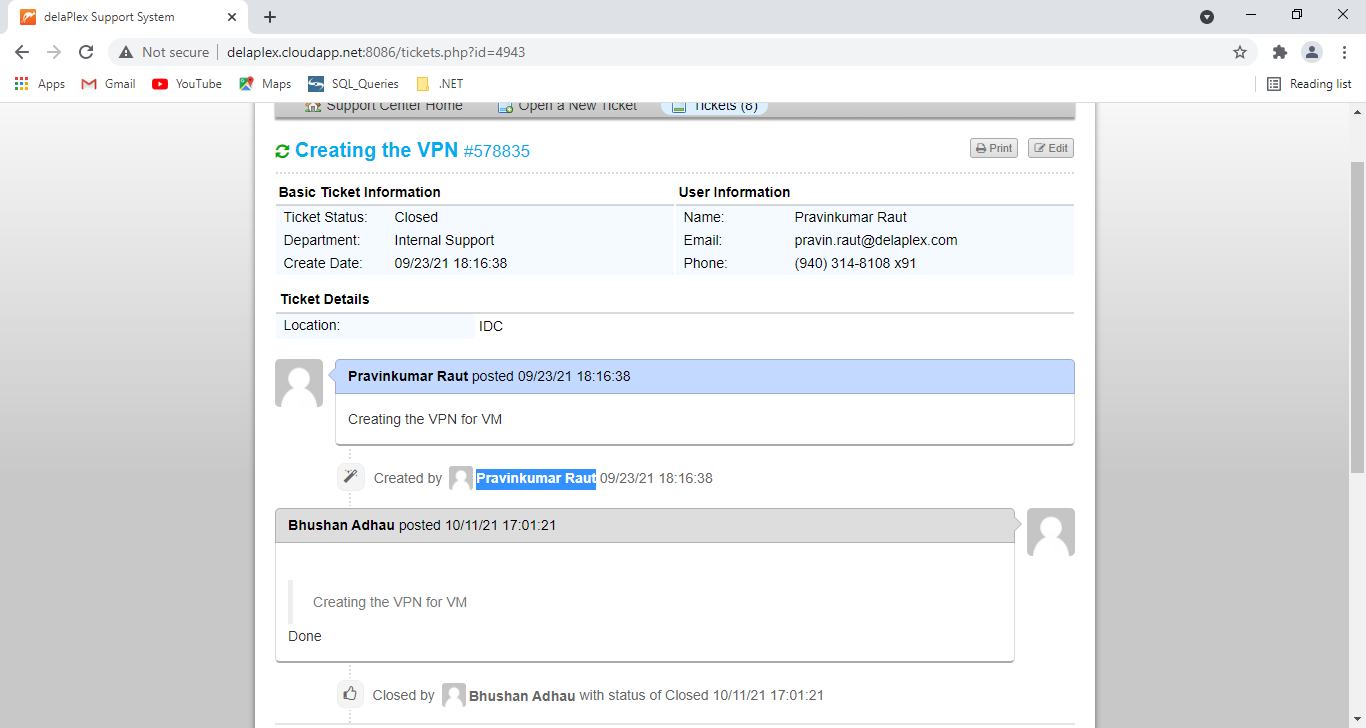 delaPlex Support System
Not secure delaplex.cloudapp.net:8086/tickets.php?id=4943
Apps Gmail YouTube Maps SQL_Queries .NET Reading list
Support Center Home Open a New Ticket Tickets (8)
Creating the VPN #578835 Print Edit
Basic Ticket Information User Information
Ticket Status: Closed Name: Pravinkumar Raut
Department: Internal Support Email: pravin.raut@delaplex.com
Create Date: 09/23/21 18:16:38 Phone: (940) 314-8108 x91
Ticket Details
Location: IDC
Pravinkumar Raut posted 09/23/21 18:16:38
Creating the VPN for VM
Created by Pravinkumar Raut 09/23/21 18:16:38
Bhushan Adhau posted 10/11/21 17:01:21
Creating the VPN for VM
Done
Closed by Bhushan Adhau with status of Closed 10/11/21 17:01:21